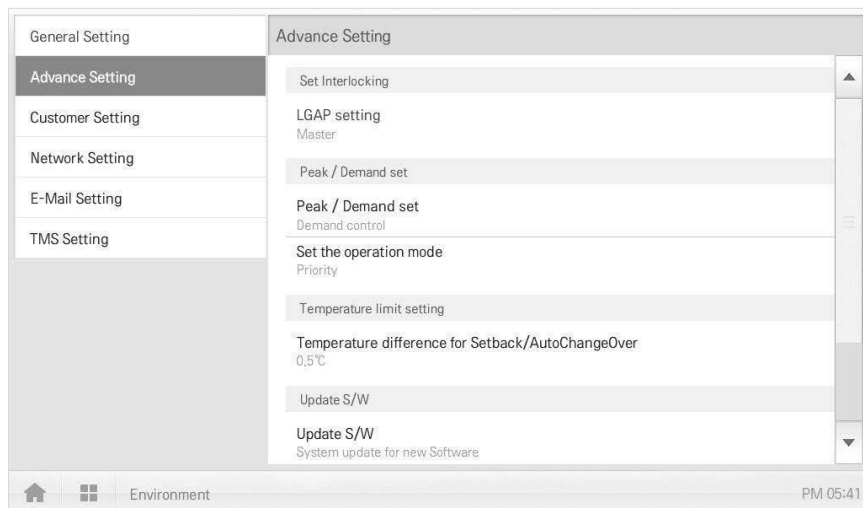 General Setting
Advance Setting
Customer Setting
Network Setting
E-Mail Setting
TMS Setting
Advance Setting
Set Interlocking
LGAP setting
Master
Peak / Demand set
Peak / Demand set
Demand control
Set the operation mode
Priority
Temperature limit setting
Temperature difference for Setback/AutoChangeOver
0,5℃
Update S/W
Update S/W
System update for new Software
Environment
PM 05:41